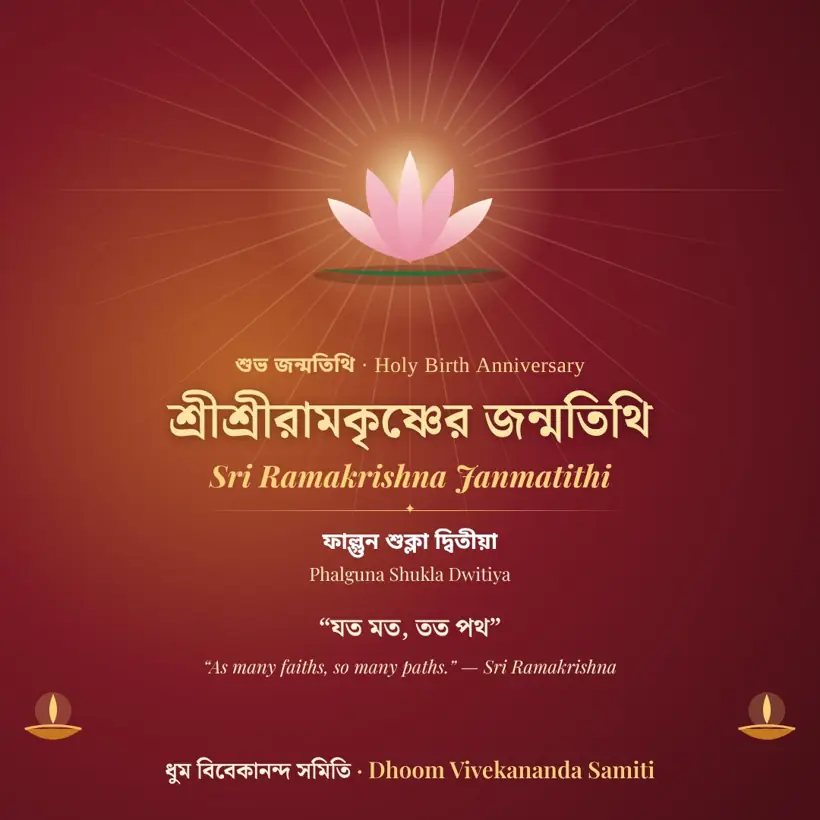 শুভ জন্মতিথি · Holy Birth Anniversary
শ্রীশ্রীরামকৃষ্ণের জন্মতিথি
Sri Ramakrishna Janmatithi
ফাল্গুন শুক্লা দ্বিতীয়া
Phalguna Shukla Dwitiya
“যত মত, তত পথ”
“As many faiths, so many paths.” — Sri Ramakrishna
ধুম বিবেকানন্দ সমিতি · Dhoom Vivekananda Samiti